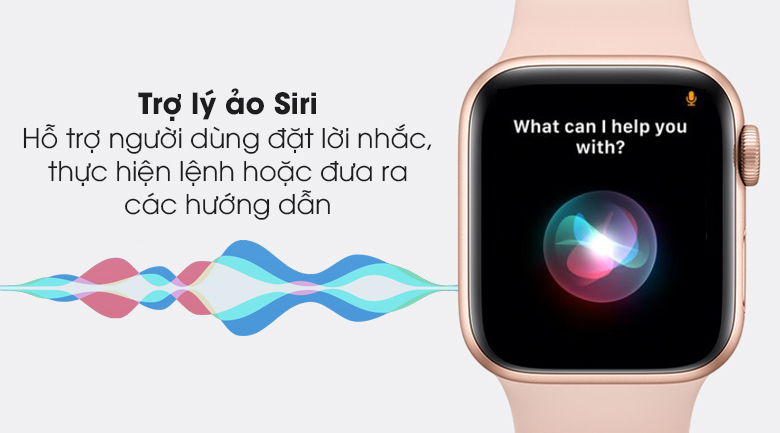 Trợ lý ảo Siri
Hỗ trợ người dùng đặt lời nhắc,
thực hiện lệnh hoặc đưa ra
các hướng dẫn
What can I help you
with?